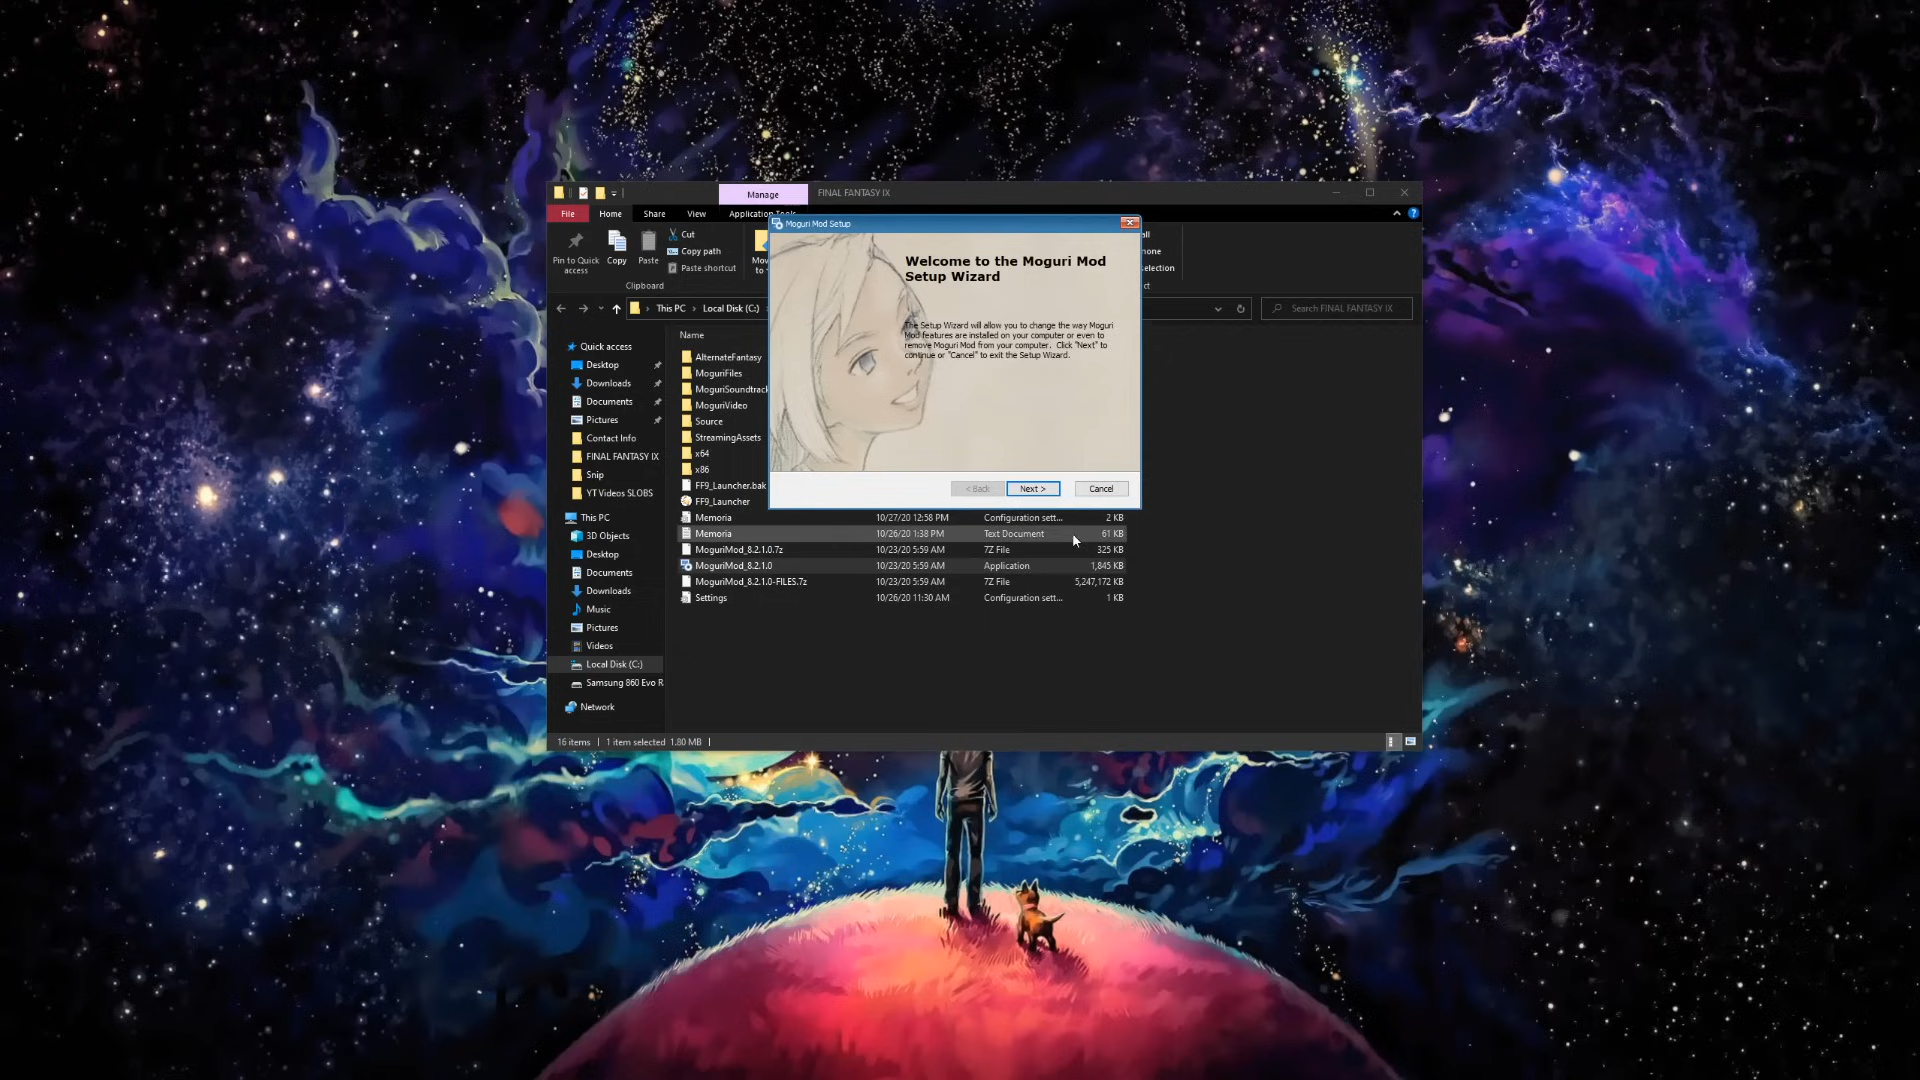 Manage
FINAL FANTASY IX
File
Home
Share
View
Application Tools
Pin to Quick access
Copy
Paste
Cut
Copy path
Paste shortcut
Clipboard
This PC
Local Disk (C:)
Search FINAL FANTASY IX
Moguri Mod Setup
Welcome to the Moguri Mod
Setup Wizard
The Setup Wizard will allow you to change the way Moguri
Mod features are installed on your computer or even to
remove Moguri Mod from your computer. Click "Next" to
continue or "Cancel" to exit the Setup Wizard.
< Back
Next >
Cancel
Quick access
Desktop
Downloads
Documents
Pictures
Contact Info
FINAL FANTASY IX
Snip
YT Videos SLOBS
This PC
3D Objects
Desktop
Documents
Downloads
Music
Pictures
Videos
Local Disk (C:)
Samsung 860 Evo R
Network
Name
AlternateFantasy
MoguriFiles
MoguriSoundtrack
MoguriVideo
Source
StreamingAssets
x64
x86
FF9_Launcher.bak
FF9_Launcher
Memoria 10/27/20 12:58 PM Configuration sett... 2 KB
Memoria 10/26/20 1:38 PM Text Document 61 KB
MoguriMod_8.2.1.0.7z 10/23/20 5:59 AM 7Z File 325 KB
MoguriMod_8.2.1.0 10/23/20 5:59 AM Application 1,845 KB
MoguriMod_8.2.1.0-FILES.7z 10/23/20 5:59 AM 7Z File 5,247,172 KB
Settings 10/26/20 11:30 AM Configuration sett... 1 KB
16 items
1 item selected 1.80 MB